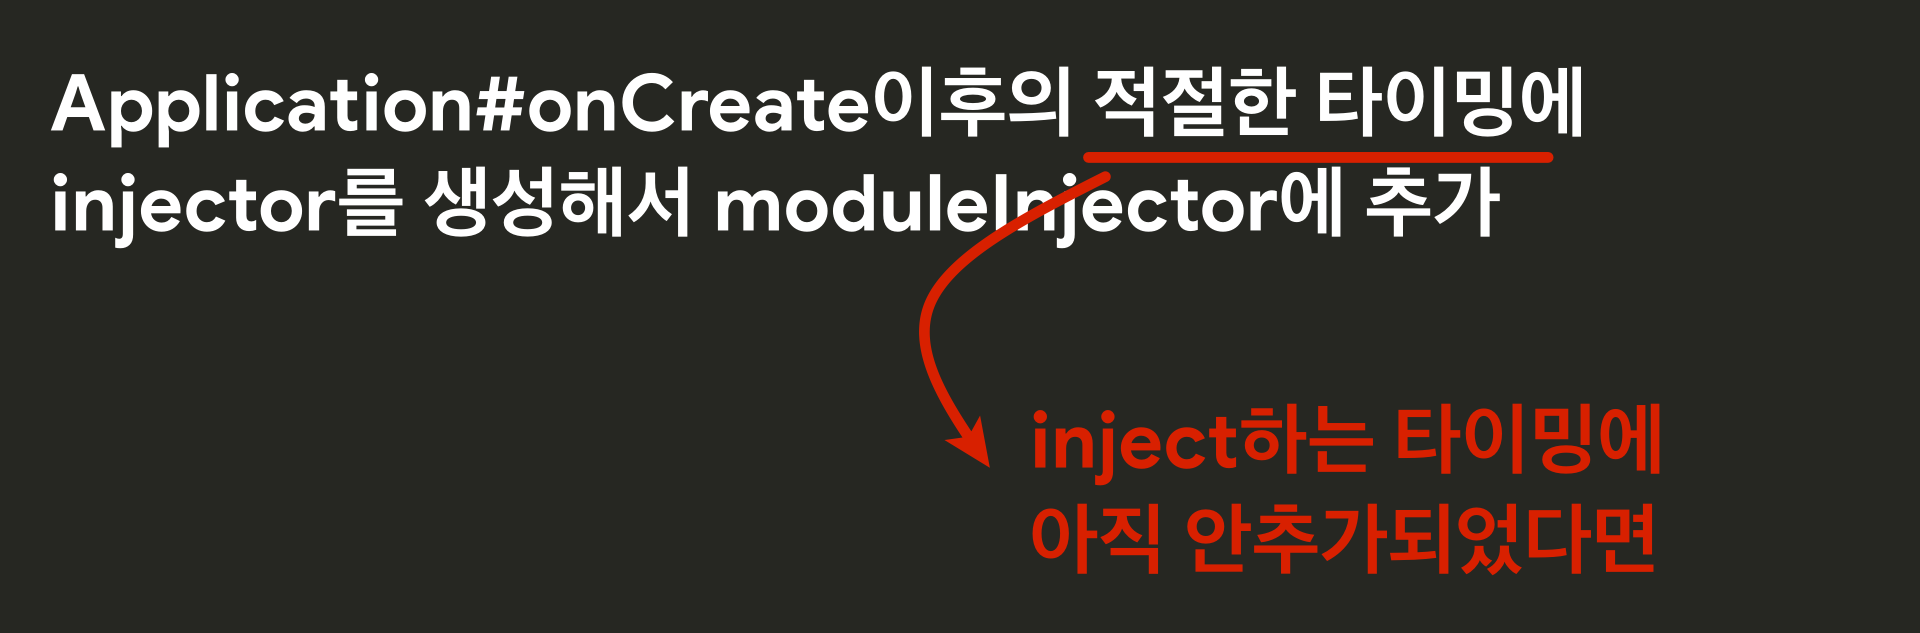 Application#onCreate이후의 적절한 타이밍에
injector를 생성해서 moduleInjector에 추가
inject하는 타이밍에
아직 안추가되었다면